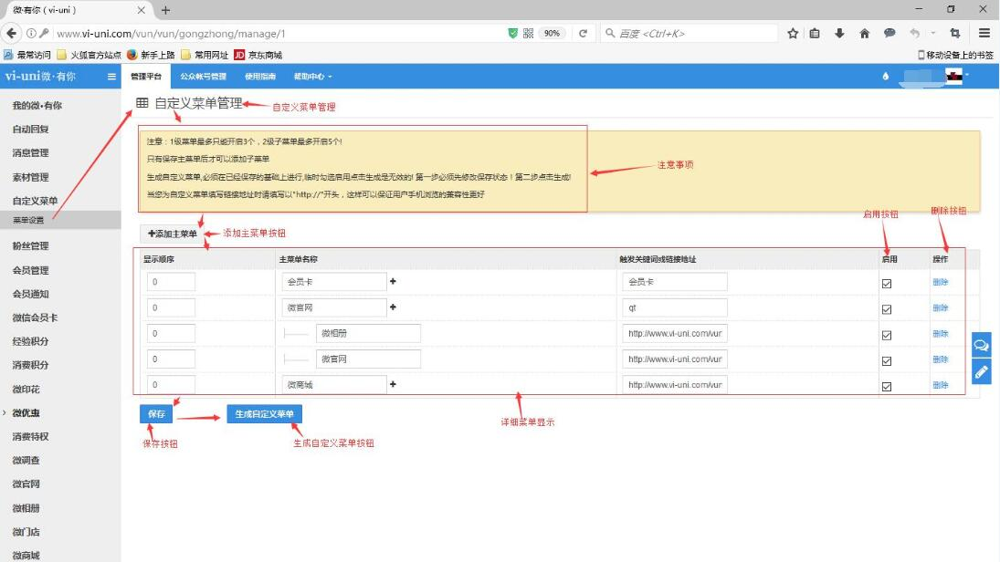 微·有你（vi-uni）
www.vi-uni.com/vun/vun/gongzhong/manage/1
90%
百度 <Ctrl+K>
最常访问 火狐官方站点 新手上路 常用网址 JD 京东商城 移动设备上的书签
vi-uni微·有你 管理平台 公众帐号管理 使用指南 帮助中心
我的微•有你
自动回复
消息管理
素材管理
自定义菜单
菜单设置
粉丝管理
会员管理
会员通知
微信会员卡
经验积分
消费积分
微印花
微优惠
消费特权
微调查
微官网
微相册
微门店
微商城
自定义菜单管理 自定义菜单管理
注意：1级菜单最多只能开启3个，2级子菜单最多开启5个!
只有保存主菜单后才可以添加子菜单
生成自定义菜单,必须在已经保存的基础上进行,临时勾选启用点击生成是无效的! 第一步必须先修改保存状态！第二步点击生成!
当您为自定义菜单填写链接地址时请填写以"http://"开头，这样可以保证用户手机浏览的兼容性更好
注意事项
添加主菜单 添加主菜单按钮 启用按钮 删除按钮
显示顺序 主菜单名称 触发关键词或链接地址 启用 操作
0 会员卡 会员卡 删除
0 微官网 qt 删除
0 微相册 http://www.vi-uni.com/vun 删除
0 微官网 http://www.vi-uni.com/vun 删除
0 微商城 http://www.vi-uni.com/vun 删除
保存 生成自定义菜单 详细菜单显示
保存按钮 生成自定义菜单按钮